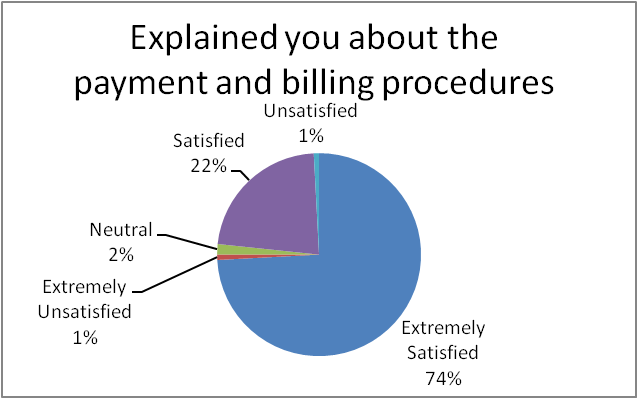 Explained you about the
payment and billing procedures
Unsatisfied
1%
Satisfied
22%
Neutral
2%
Extremely
Unsatisfied
1%
Extremely
Satisfied
74%